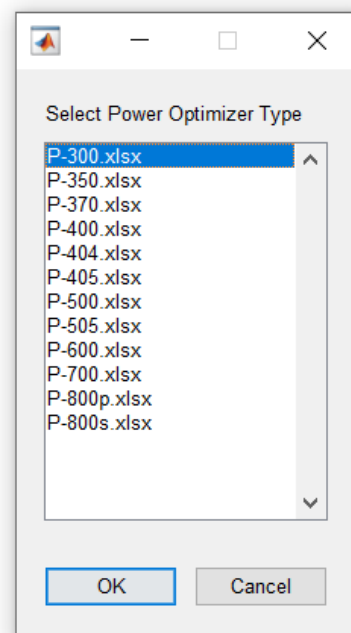 Select Power Optimizer Type
P-300.xlsx
P-350.xlsx
P-370.xlsx
P-400.xlsx
P-404.xlsx
P-405.xlsx
P-500.xlsx
P-505.xlsx
P-600.xlsx
P-700.xlsx
P-800p.xlsx
P-800s.xlsx
OK
Cancel